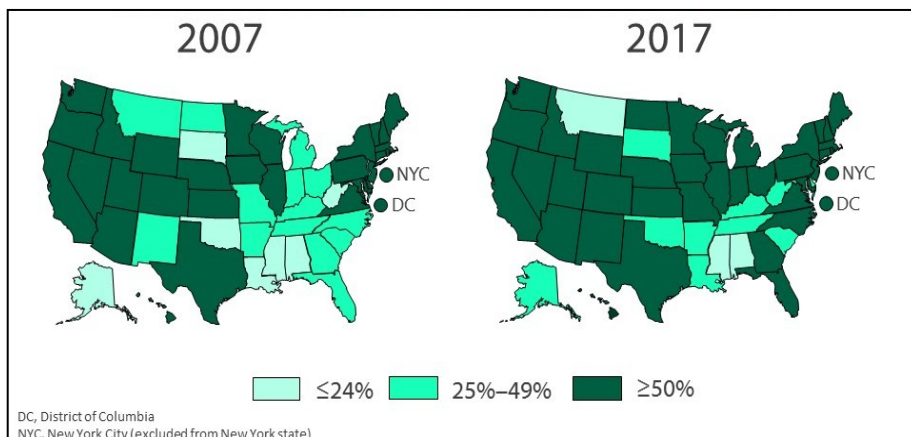 2007
2017
NYC
DC
NYC
DC
≤24%
25%–49%
≥50%
DC, District of Columbia
NYC, New York City (excluded from New York state)